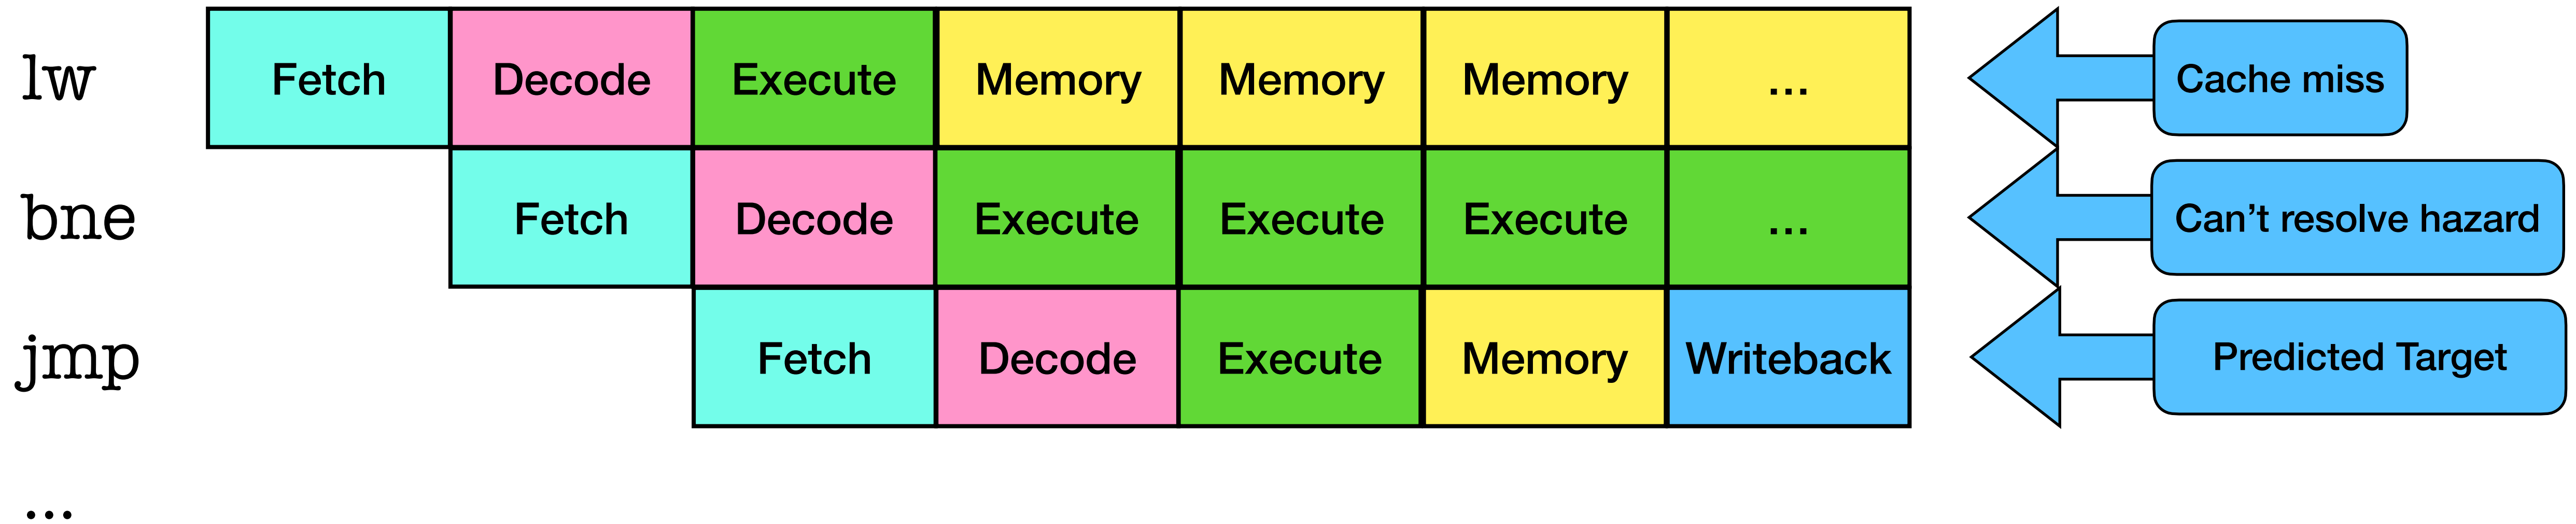 lw Fetch Decode Execute Memory Memory Memory ... Cache miss
bne Fetch Decode Execute Execute Execute ... Can't resolve hazard
jmp Fetch Decode Execute Memory Writeback Predicted Target
...